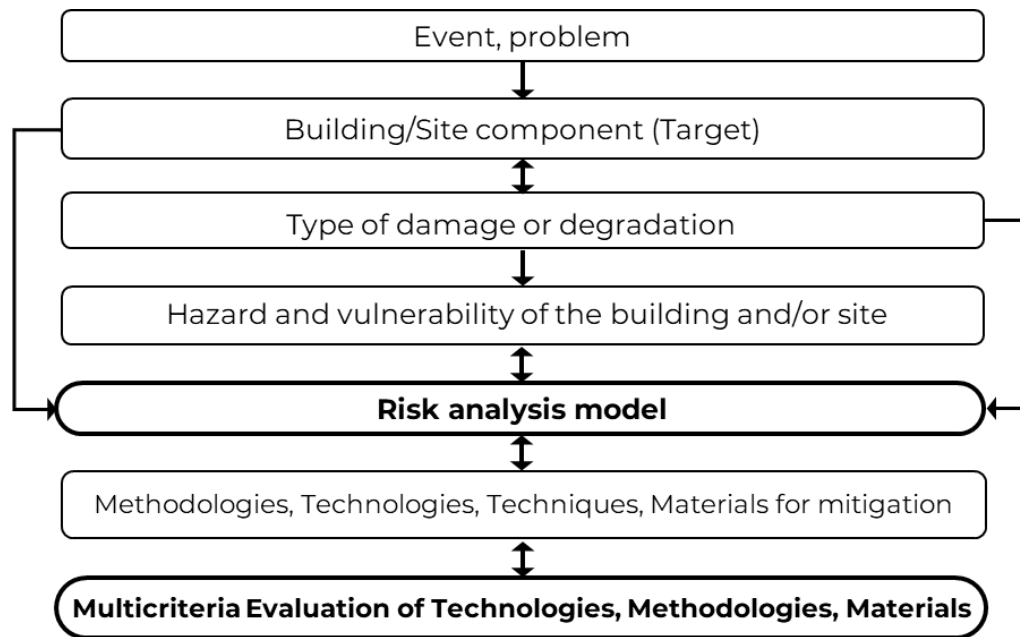 Event, problem
Building/Site component (Target)
Type of damage or degradation
Hazard and vulnerability of the building and/or site
Risk analysis model
Methodologies, Technologies, Techniques, Materials for mitigation
Multicriteria Evaluation of Technologies, Methodologies, Materials